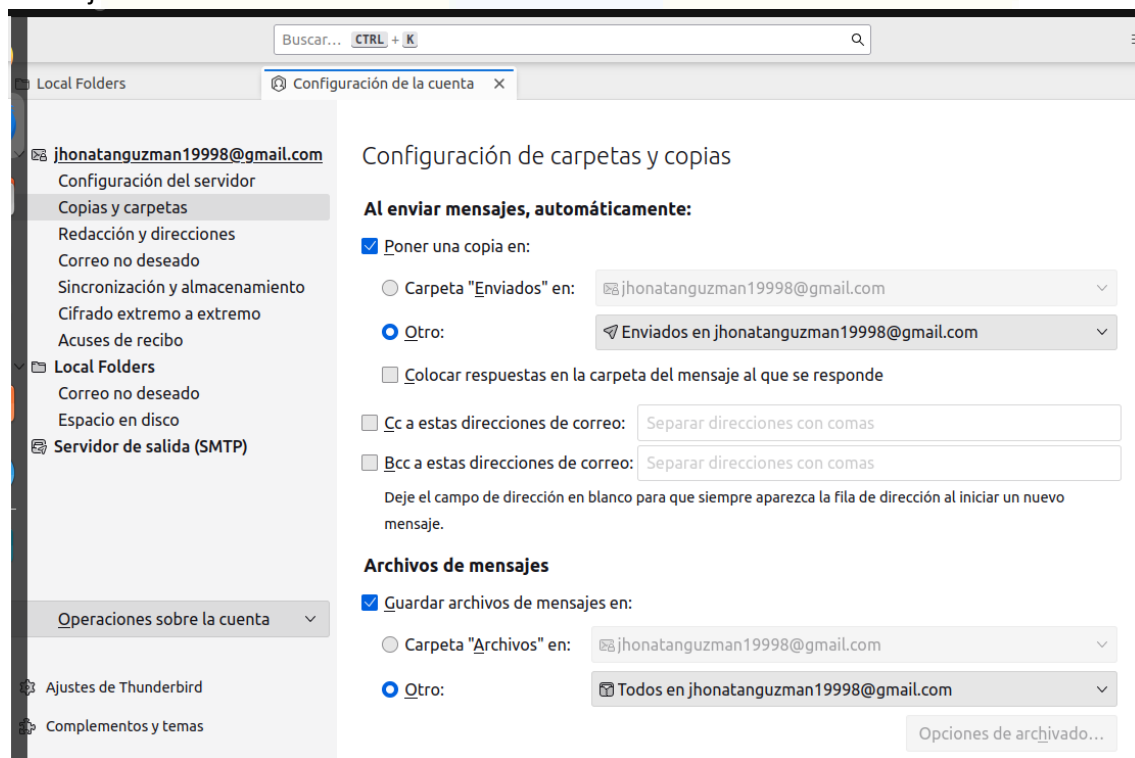 Buscar... CTRL + K
Local Folders
Configuración de la cuenta
jhonatanguzman19998@gmail.com
Configuración del servidor
Copias y carpetas
Redacción y direcciones
Correo no deseado
Sincronización y almacenamiento
Cifrado extremo a extremo
Acuses de recibo
Local Folders
Correo no deseado
Espacio en disco
Servidor de salida (SMTP)
Operaciones sobre la cuenta
Ajustes de Thunderbird
Complementos y temas
Configuración de carpetas y copias
Al enviar mensajes, automáticamente:
Poner una copia en:
Carpeta "Enviados" en: jhonatanguzman19998@gmail.com
Otro: Enviados en jhonatanguzman19998@gmail.com
Colocar respuestas en la carpeta del mensaje al que se responde
Cc a estas direcciones de correo: Separar direcciones con comas
Bcc a estas direcciones de correo: Separar direcciones con comas
Deje el campo de dirección en blanco para que siempre aparezca la fila de dirección al iniciar un nuevo
mensaje.
Archivos de mensajes
Guardar archivos de mensajes en:
Carpeta "Archivos" en: jhonatanguzman19998@gmail.com
Otro: Todos en jhonatanguzman19998@gmail.com
Opciones de archivado...